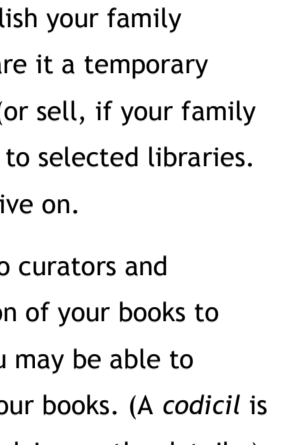 lish your family
re it a temporary
(or sell, if your family
to selected libraries.
ive on.
o curators and
on of your books to
u may be able to
our books. (A codicil is